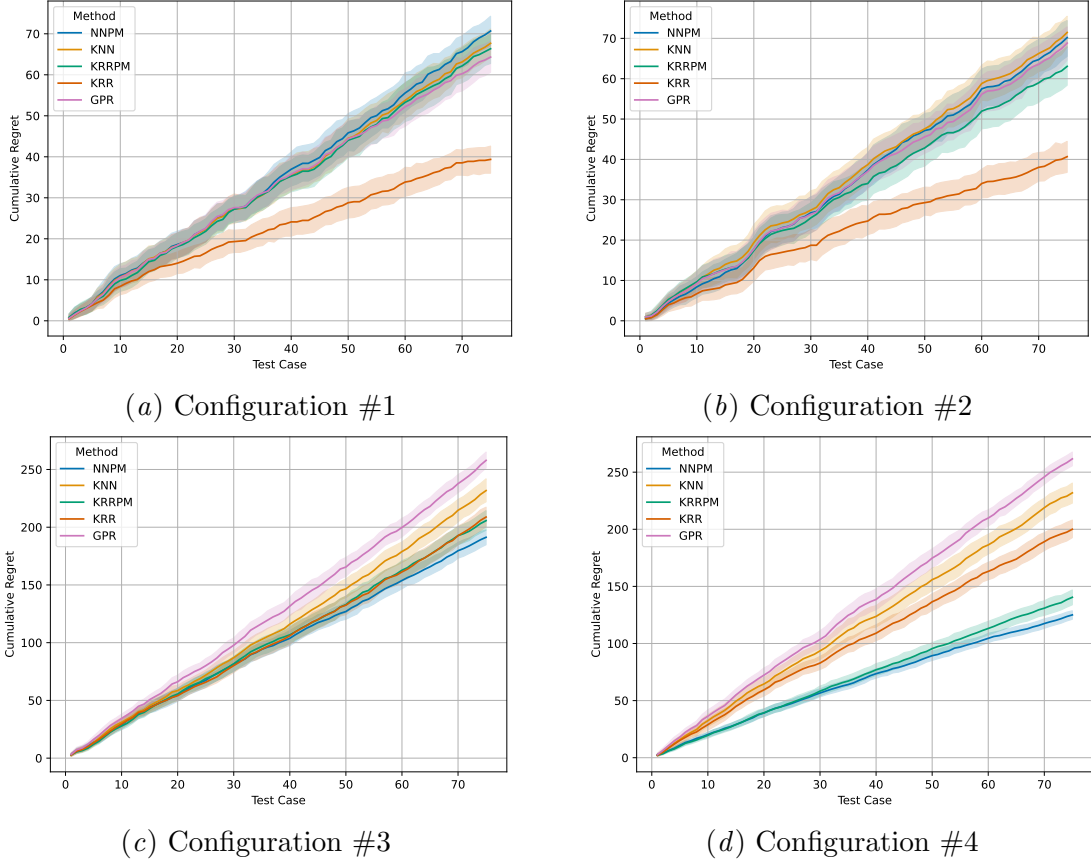 Method
NNPM
KNN
KRRPM
KRR
GPR
Cumulative Regret
70
60
50
40
30
20
10
0
0 10 20 30 40 50 60 70
Test Case
(a) Configuration #1
Method
NNPM
KNN
KRRPM
KRR
GPR
Cumulative Regret
70
60
50
40
30
20
10
0
0 10 20 30 40 50 60 70
Test Case
(b) Configuration #2
Method
NNPM
KNN
KRRPM
KRR
GPR
Cumulative Regret
250
200
150
100
50
0
0 10 20 30 40 50 60 70
Test Case
(c) Configuration #3
Method
NNPM
KNN
KRRPM
KRR
GPR
Cumulative Regret
250
200
150
100
50
0
0 10 20 30 40 50 60 70
Test Case
(d) Configuration #4